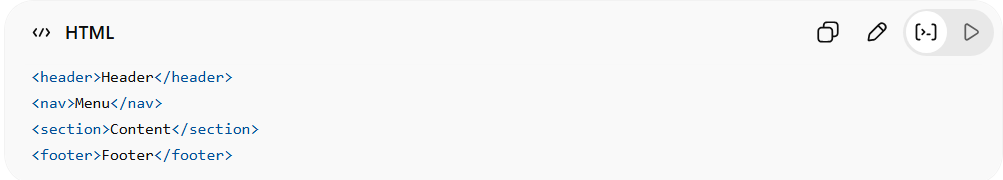 HTML
<header>Header</header>
<nav>Menu</nav>
<section>Content</section>
<footer>Footer</footer>